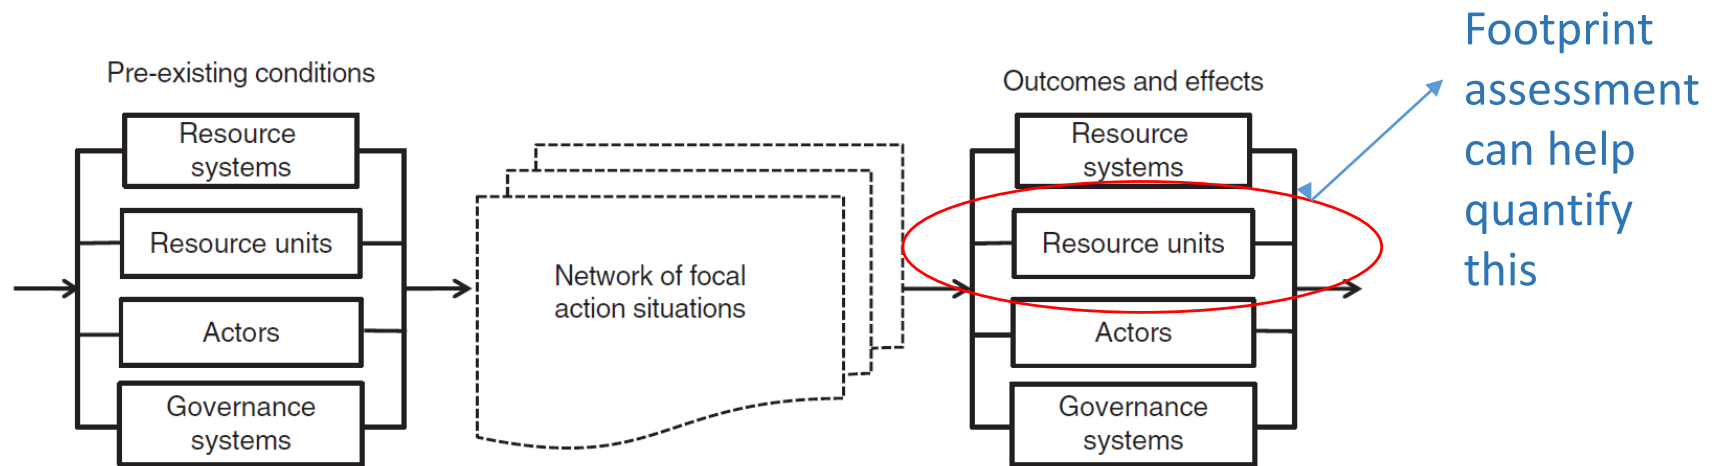 Pre-existing conditions
Resource
systems
Resource units
Actors
Governance
systems
Network of focal
action situations
Outcomes and effects
Resource
systems
Resource units
Actors
Governance
systems
Footprint
assessment
can help
quantify
this